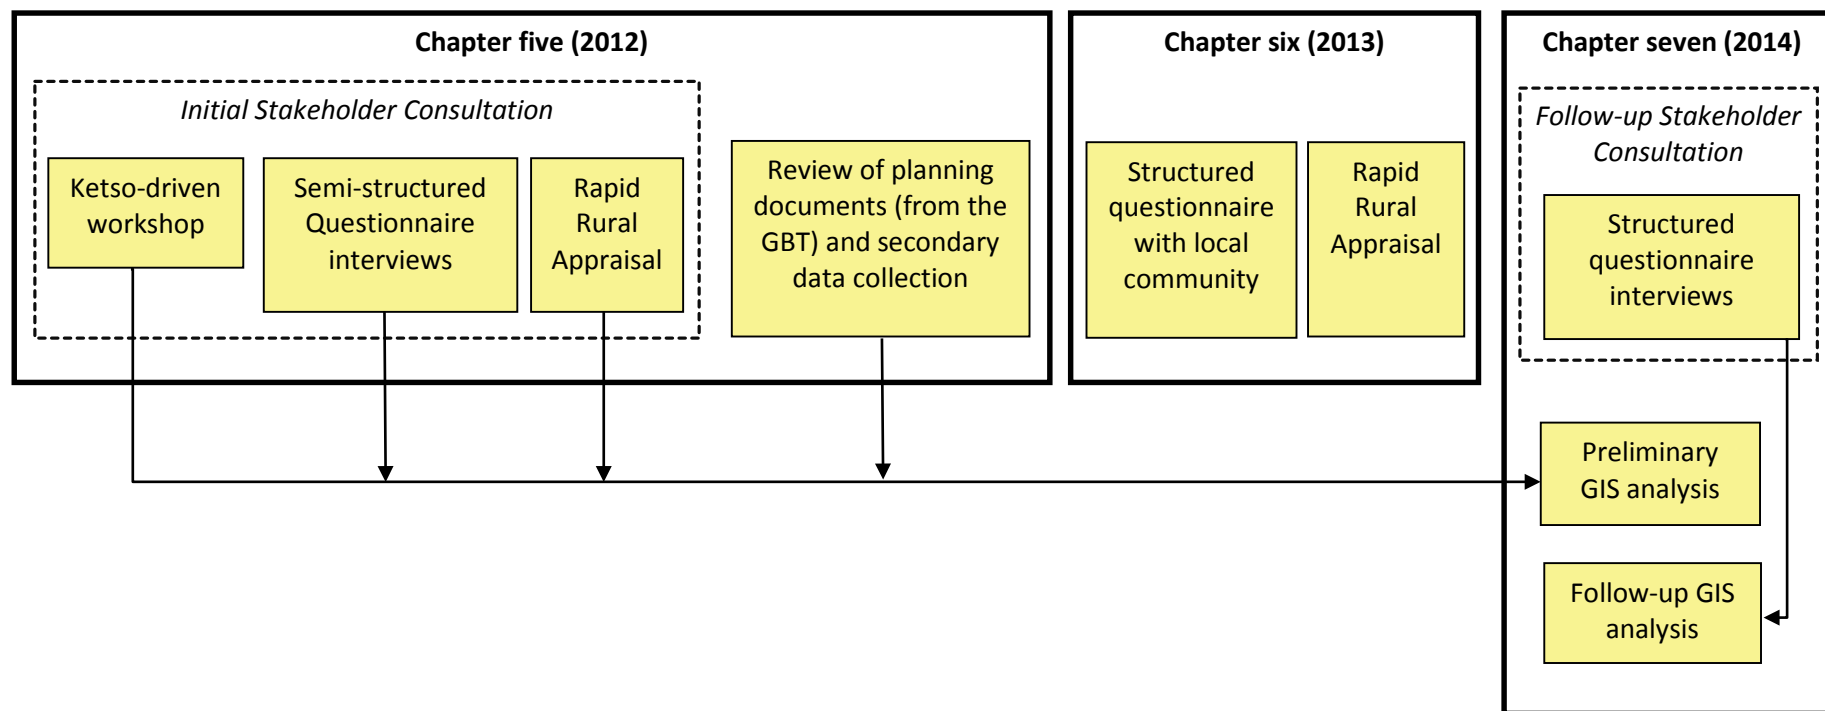 Chapter five (2012)
Initial Stakeholder Consultation
Ketso-driven
workshop
Semi-structured
Questionnaire
interviews
Rapid
Rural
Appraisal
Review of planning
documents (from the
GBT) and secondary
data collection
Chapter six (2013)
Structured
questionnaire
with local
community
Rapid
Rural
Appraisal
Chapter seven (2014)
Follow-up Stakeholder
Consultation
Structured
questionnaire
interviews
Preliminary
GIS analysis
Follow-up GIS
analysis